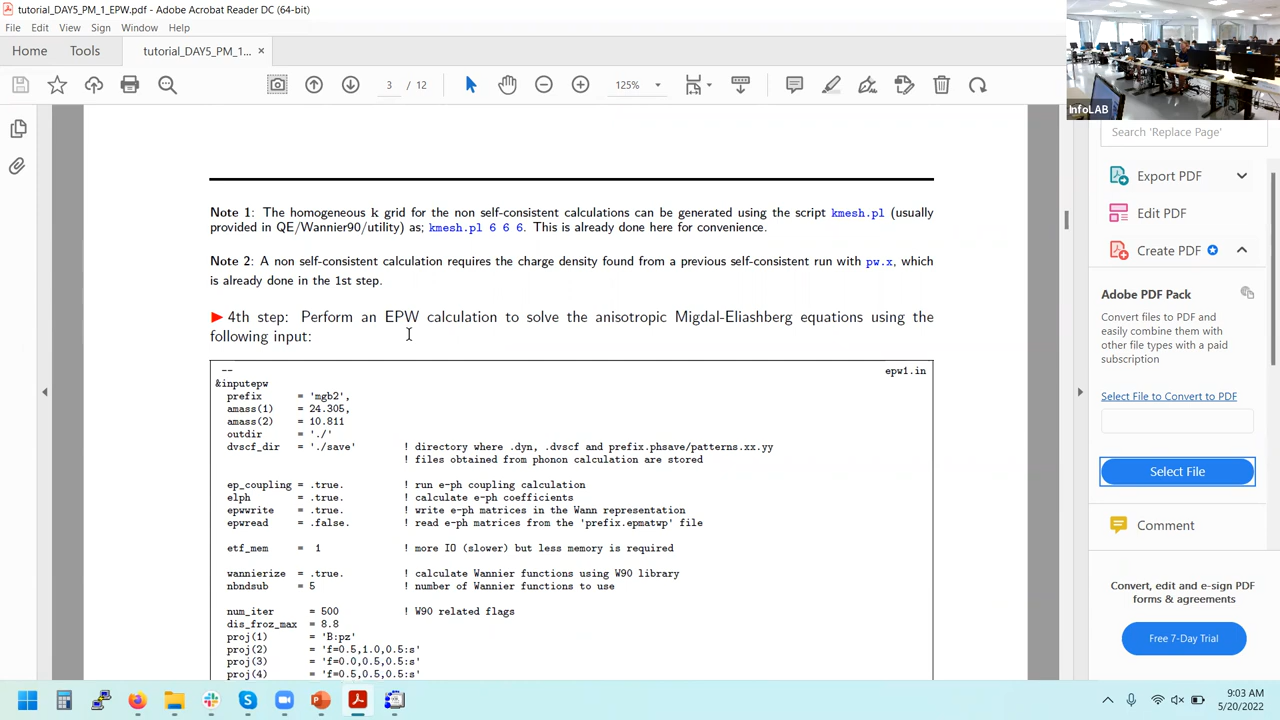 tutorial_DAY5_PM_1_EPW.pdf - Adobe Acrobat Reader DC (64-bit)
File Edit View Sign Window Help
Home Tools tutorial_DAY5_PM_1... ×
3 / 12 125%
InfoLAB
Search 'Replace Page'
Export PDF
Edit PDF
Create PDF
Adobe PDF Pack
Convert files to PDF and
easily combine them with
other file types with a paid
subscription
Select File to Convert to PDF
Select File
Comment
Convert, edit and e-sign PDF
forms & agreements
Free 7-Day Trial
Note 1: The homogeneous k grid for the non self-consistent calculations can be generated using the script kmesh.pl (usually
provided in QE/Wannier90/utility) as; kmesh.pl 6 6 6. This is already done here for convenience.
Note 2: A non self-consistent calculation requires the charge density found from a previous self-consistent run with pw.x, which
is already done in the 1st step.
▶ 4th step: Perform an EPW calculation to solve the anisotropic Migdal-Eliashberg equations using the
following input:
-- epw1.in
&inputepw
prefix = 'mgb2',
amass(1) = 24.305,
amass(2) = 10.811
outdir = './'
dvscf_dir = './save' ! directory where .dyn, .dvscf and prefix.phsave/patterns.xx.yy
! files obtained from phonon calculation are stored
ep_coupling = .true. ! run e-ph coupling calculation
elph = .true. ! calculate e-ph coefficients
epwwrite = .true. ! write e-ph matrices in the Wann representation
epwread = .false. ! read e-ph matrices from the 'prefix.epmatwp' file
etf_mem = 1 ! more IO (slower) but less memory is required
wannierize = .true. ! calculate Wannier functions using W90 library
nbndsub = 5 ! number of Wannier functions to use
num_iter = 500 ! W90 related flags
dis_froz_max = 8.8
proj(1) = 'B:pz'
proj(2) = 'f=0.5,1.0,0.5:s'
proj(3) = 'f=0.0,0.5,0.5:s'
proj(4) = 'f=0.5,0.5,0.5:s'
9:03 AM
5/20/2022